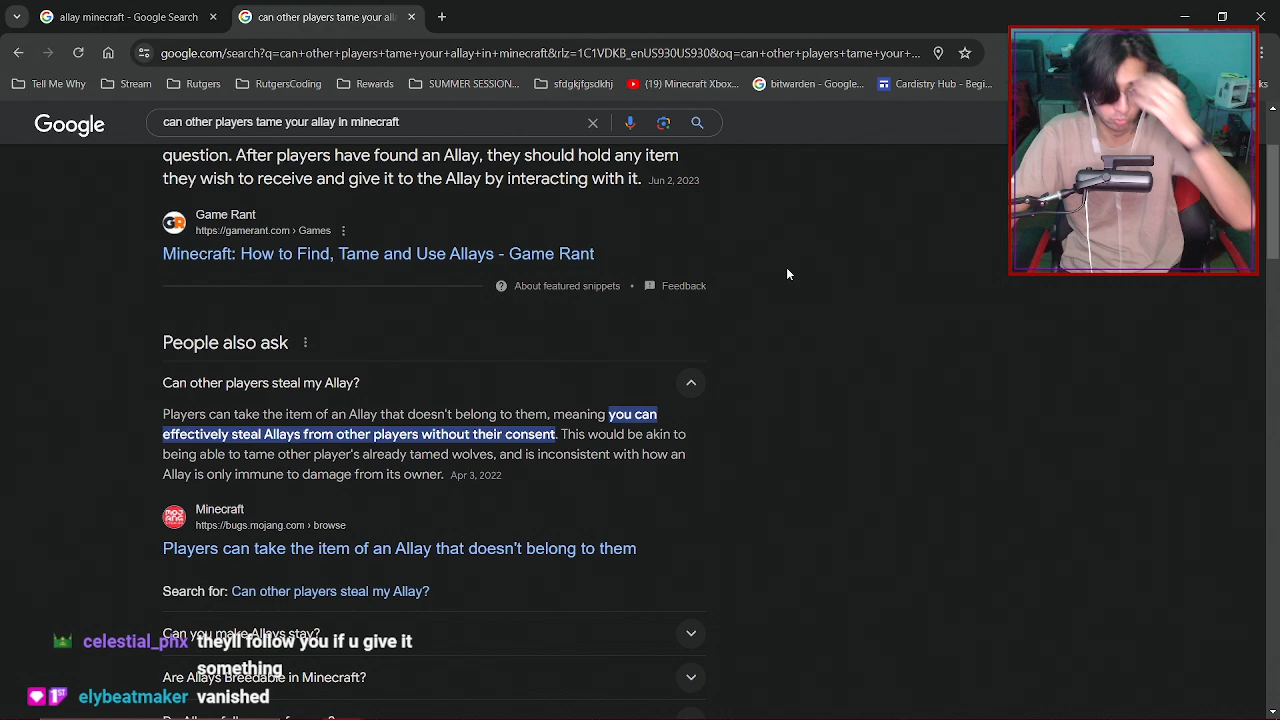 allay minecraft - Google Search
can other players tame your alla
google.com/search?q=can+other+players+tame+your+allay+in+minecraft&rlz=1C1VDKB_enUS930US930&oq=can+other+players+tame+your+...
Tell Me Why
Stream
Rutgers
RutgersCoding
Rewards
SUMMER SESSION...
sfdgkjfgsdkhj
(19) Minecraft Xbox...
bitwarden - Google...
Cardistry Hub - Begi...
ks
Google
can other players tame your allay in minecraft
question. After players have found an Allay, they should hold any item
they wish to receive and give it to the Allay by interacting with it. Jun 2, 2023
Game Rant
https://gamerant.com › Games
Minecraft: How to Find, Tame and Use Allays - Game Rant
About featured snippets • Feedback
People also ask
Can other players steal my Allay?
Players can take the item of an Allay that doesn't belong to them, meaning you can
effectively steal Allays from other players without their consent. This would be akin to
being able to tame other player's already tamed wolves, and is inconsistent with how an
Allay is only immune to damage from its owner. Apr 3, 2022
Minecraft
https://bugs.mojang.com › browse
Players can take the item of an Allay that doesn't belong to them
Search for: Can other players steal my Allay?
Can you make Allays stay?
celestial_phx theyll follow you if u give it
something
Are Allays Breedable in Minecraft?
elybeatmaker vanished